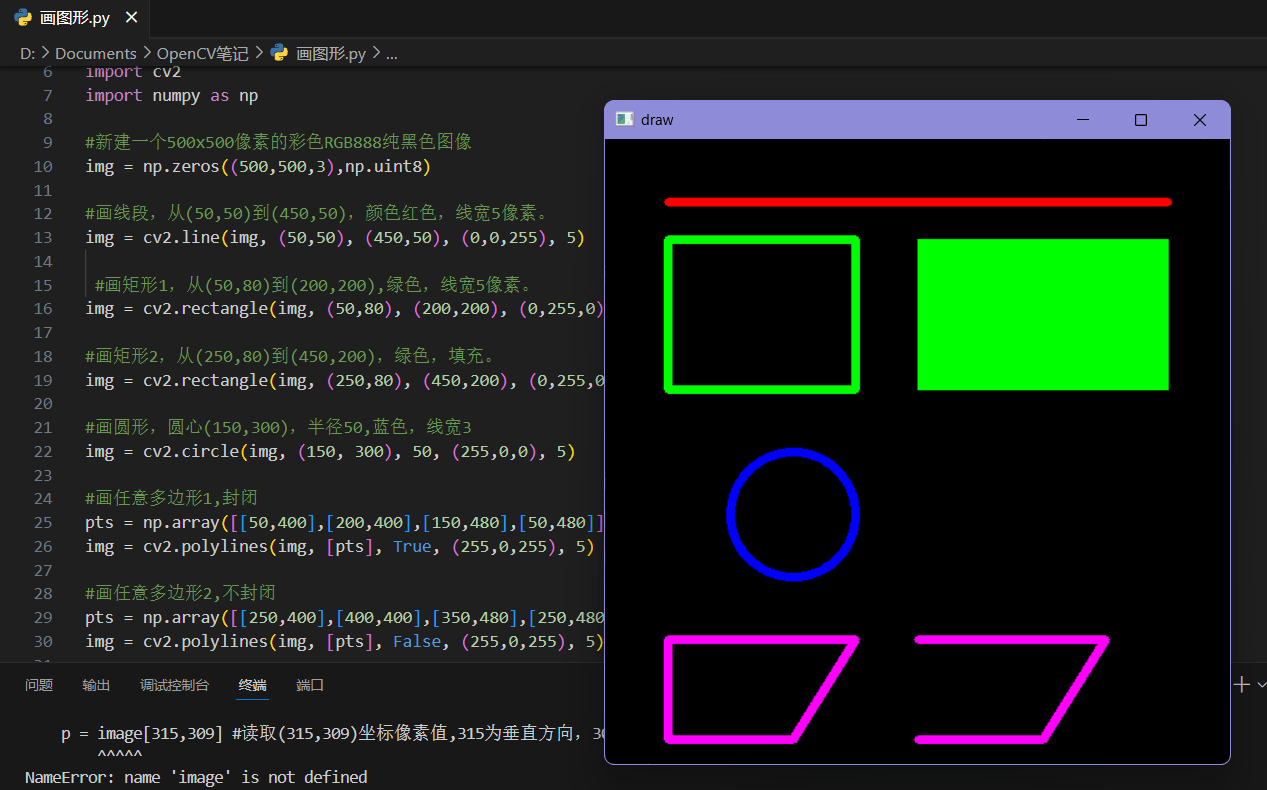 画图形.py
D: > Documents > OpenCV笔记 > 画图形.py > ...
6 import cv2
7 import numpy as np
8
9 #新建一个500x500像素的彩色RGB888纯黑色图像
10 img = np.zeros((500,500,3),np.uint8)
11
12 #画线段，从(50,50)到(450,50)，颜色红色，线宽5像素。
13 img = cv2.line(img, (50,50), (450,50), (0,0,255), 5)
14
15 #画矩形1，从(50,80)到(200,200),绿色，线宽5像素。
16 img = cv2.rectangle(img, (50,80), (200,200), (0,255,0)
17
18 #画矩形2，从(250,80)到(450,200)，绿色，填充。
19 img = cv2.rectangle(img, (250,80), (450,200), (0,255,0
20
21 #画圆形，圆心(150,300)，半径50,蓝色，线宽3
22 img = cv2.circle(img, (150, 300), 50, (255,0,0), 5)
23
24 #画任意多边形1,封闭
25 pts = np.array([[50,400],[200,400],[150,480],[50,480]]
26 img = cv2.polylines(img, [pts], True, (255,0,255), 5)
27
28 #画任意多边形2,不封闭
29 pts = np.array([[250,400],[400,400],[350,480],[250,480
30 img = cv2.polylines(img, [pts], False, (255,0,255), 5)
draw
问题 输出 调试控制台 终端 端口
p = image[315,309] #读取(315,309)坐标像素值,315为垂直方向，
^^^^^
NameError: name 'image' is not defined